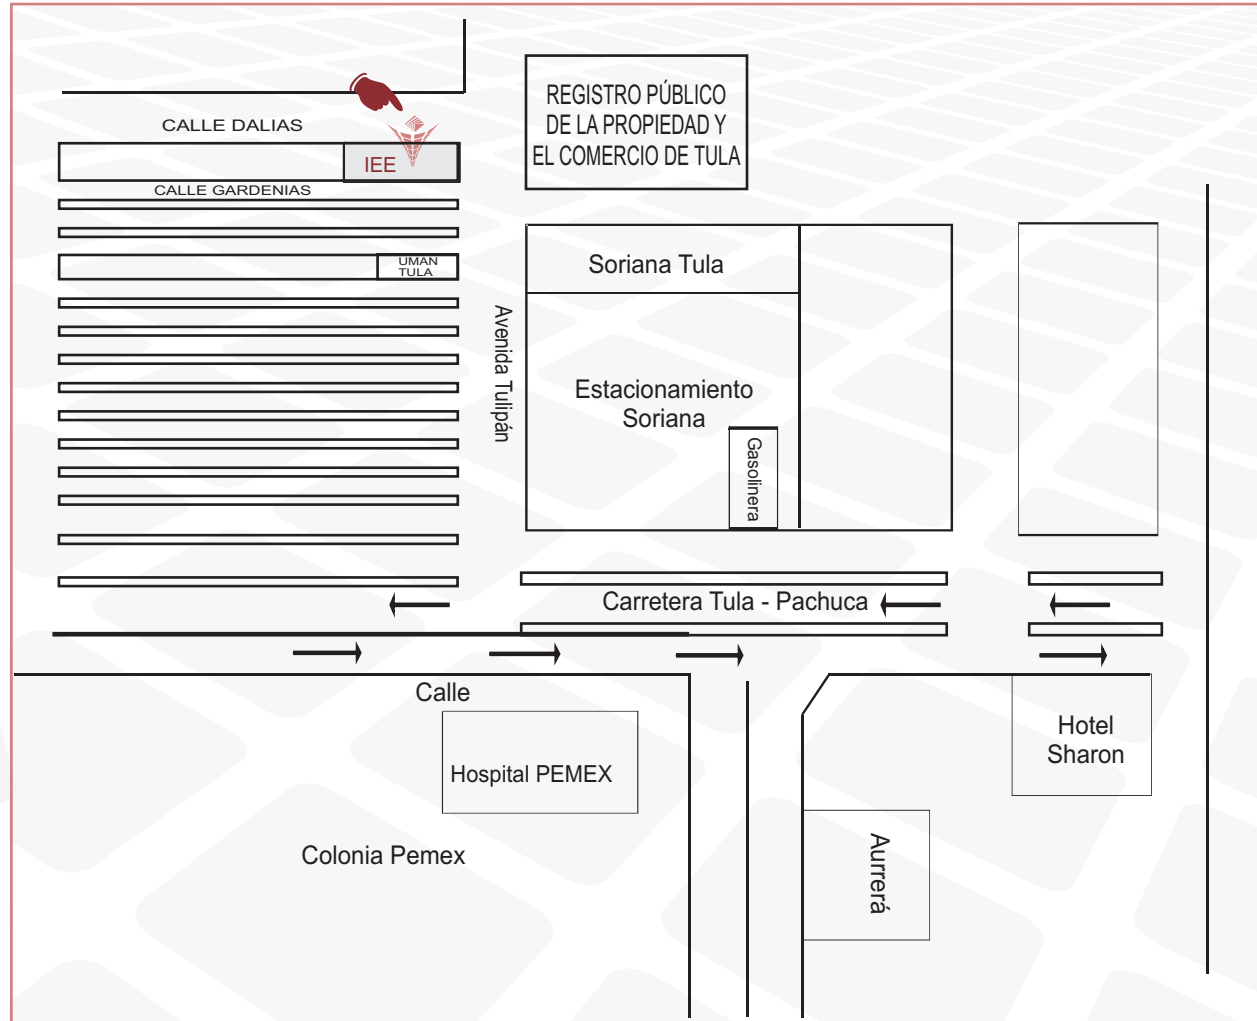 REGISTRO PÚBLICO
DE LA PROPIEDAD Y
EL COMERCIO DE TULA
CALLE DALIAS
IEE
CALLE GARDENIAS
UMAN
TULA
Soriana Tula
Avenida Tulipán
Estacionamiento
Soriana
Gasolinera
Carretera Tula - Pachuca
Calle
Hospital PEMEX
Colonia Pemex
Hotel
Sharon
Aurrerá